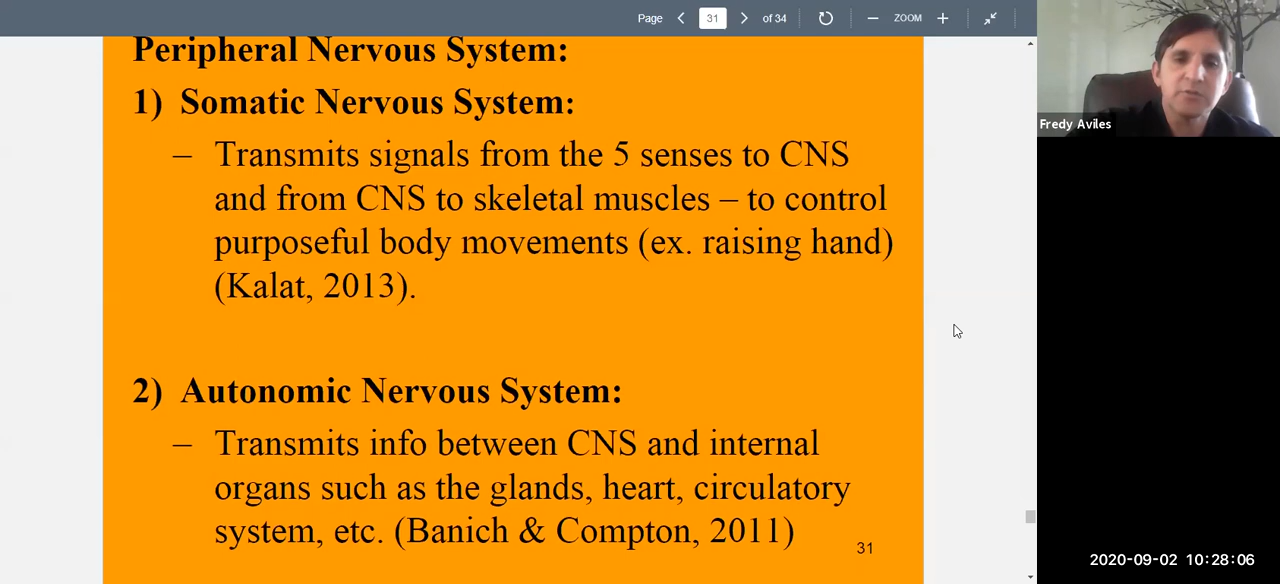 Page 31 of 34 ZOOM
Peripheral Nervous System:
1) Somatic Nervous System:
– Transmits signals from the 5 senses to CNS
and from CNS to skeletal muscles – to control
purposeful body movements (ex. raising hand)
(Kalat, 2013).
2) Autonomic Nervous System:
– Transmits info between CNS and internal
organs such as the glands, heart, circulatory
system, etc. (Banich & Compton, 2011)
31
Fredy Aviles
2020-09-02 10:28:06